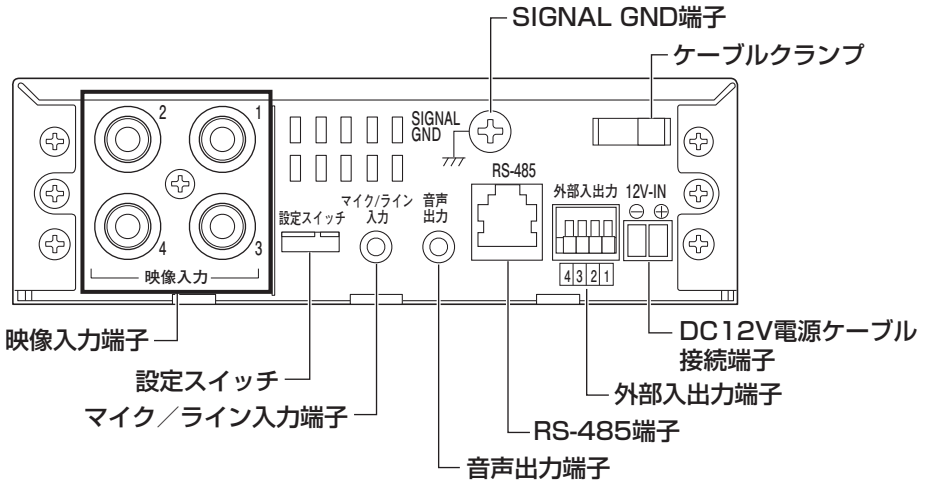 SIGNAL GND端子
ケーブルクランプ
2
1
SIGNAL
GND
RS-485
外部入出力
12V-IN
⊖ ⊕
マイク/ライン
入力
音声
出力
設定スイッチ
4
3
映像入力
4 3 2 1
映像入力端子
DC12V電源ケーブル
接続端子
設定スイッチ
外部入出力端子
マイク／ライン入力端子
RS-485端子
音声出力端子